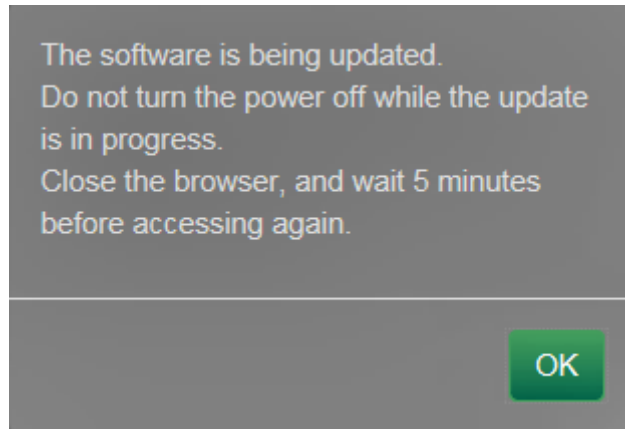 The software is being updated.
Do not turn the power off while the update
is in progress.
Close the browser, and wait 5 minutes
before accessing again.
OK